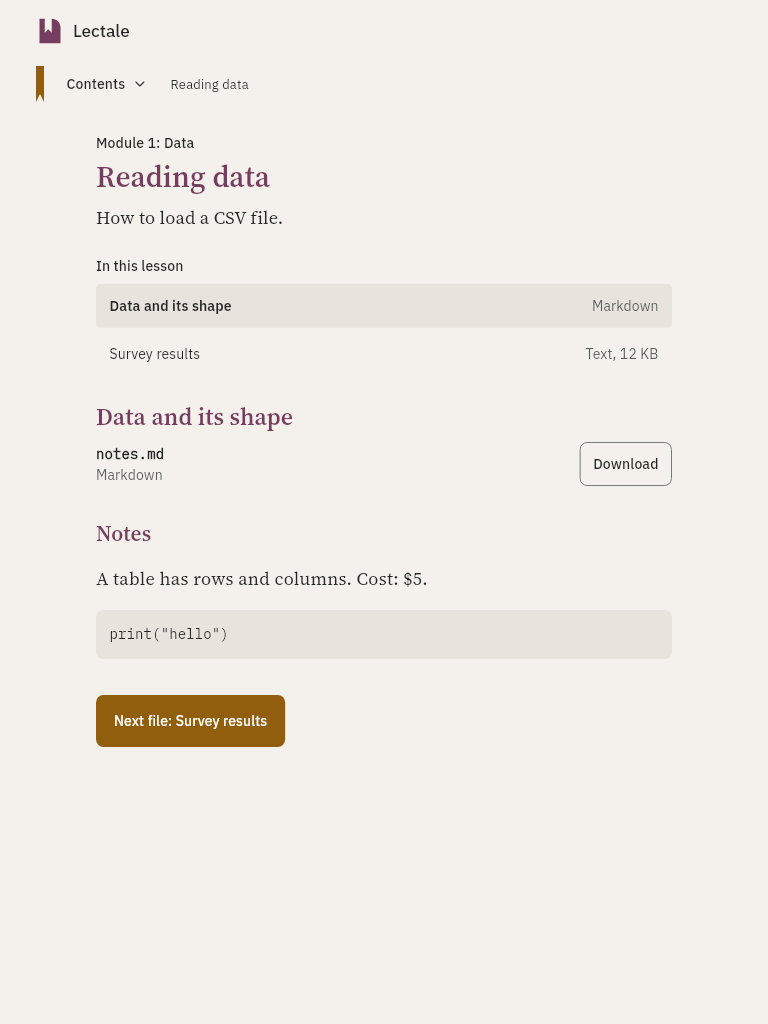 Lectale
Contents Reading data
Module 1: Data
Reading data
How to load a CSV file.
In this lesson
Data and its shape Markdown
Survey results Text, 12 KB
Data and its shape
notes.md
Markdown
Download
Notes
A table has rows and columns. Cost: $5.
print("hello")
Next file: Survey results